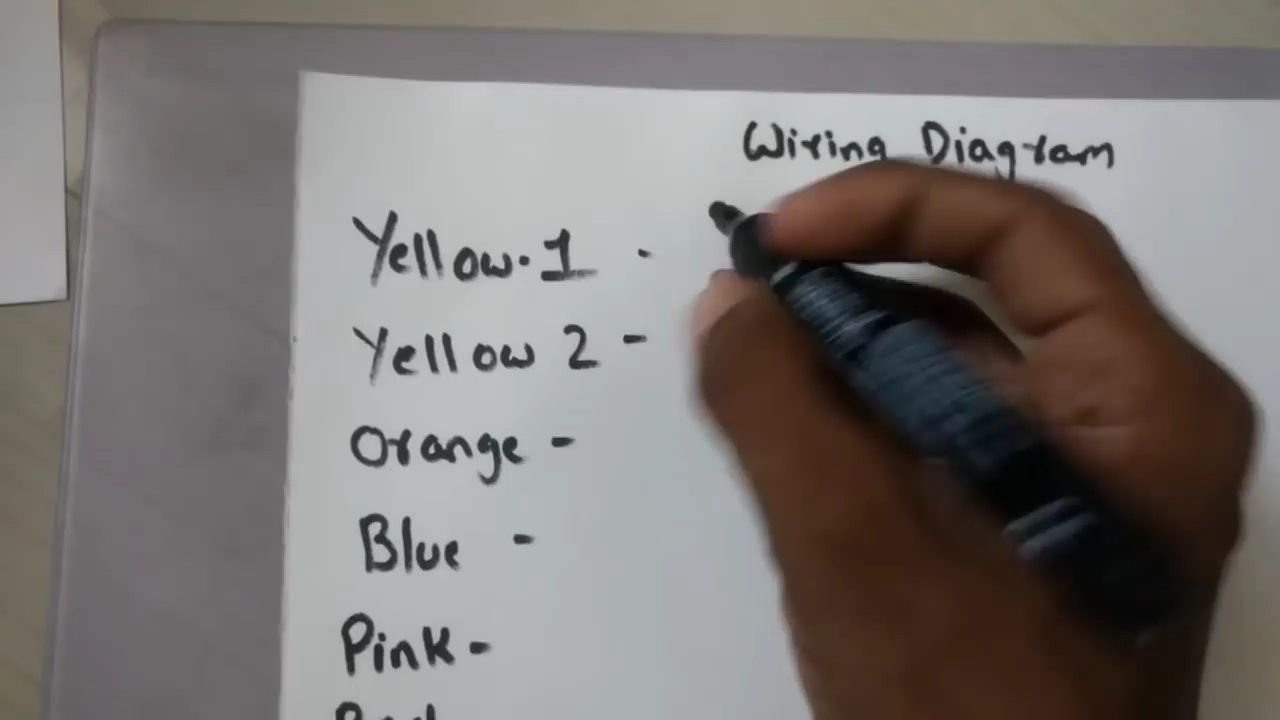 Wiring Diagram
Yellow.1 -
Yellow 2 -
Orange -
Blue -
Pink -